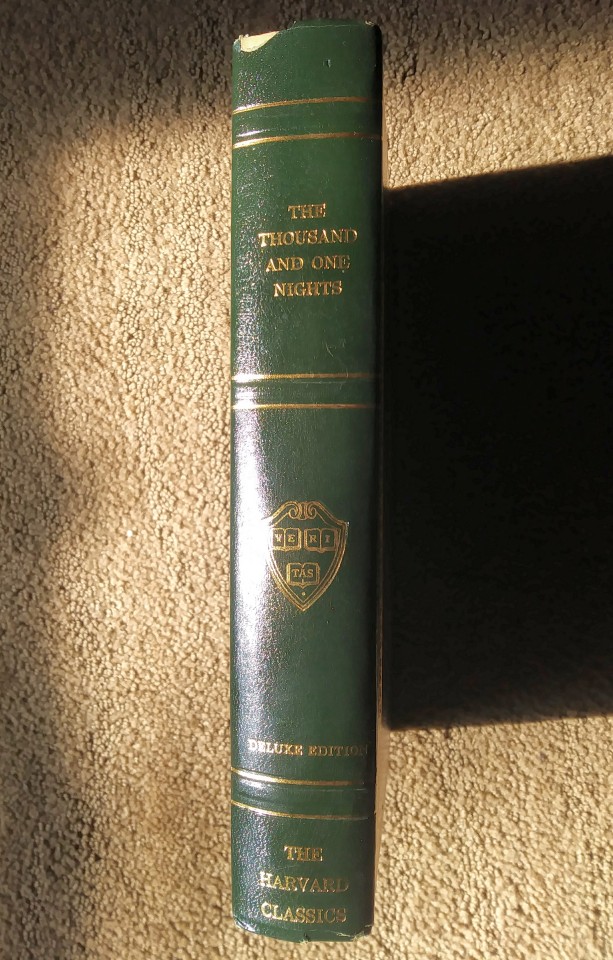 THE
THOUSAND
AND ONE
NIGHTS
VE RI
TAS
DELUXE EDITION
THE
HARVARD
CLASSICS